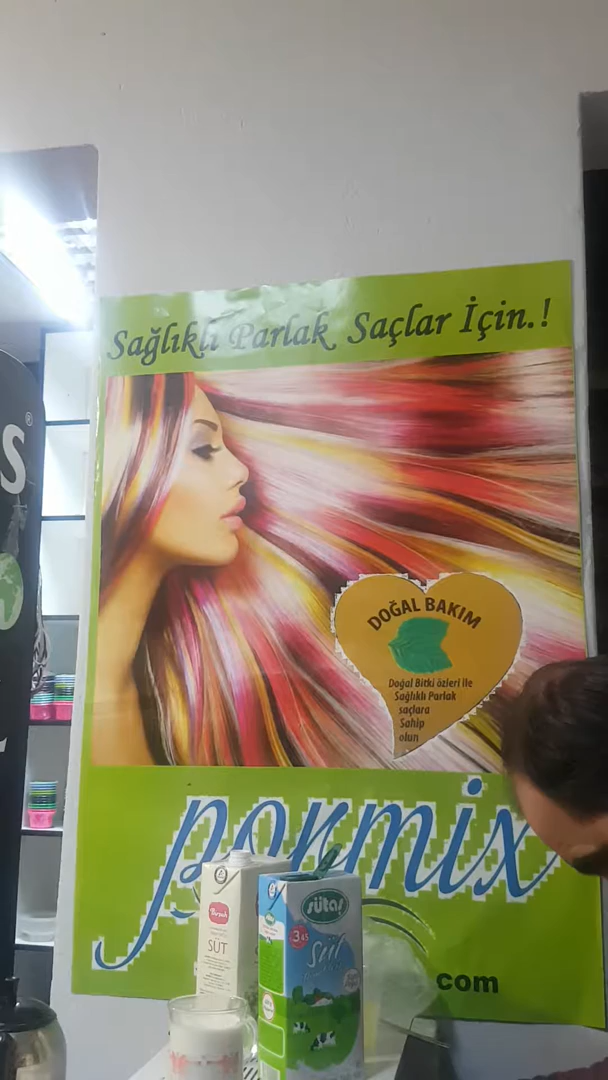 Sağlıklı Parlak Saçlar İçin.!
S®
DOĞAL BAKIM
Doğal Bitki özleri ile
Sağlıklı Parlak
saçlara
Sahip
olun
pormix
com
SÜT
sütaş
3.45
Süt